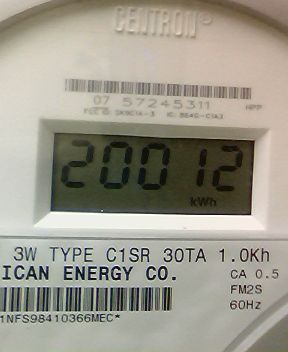 CENTRON®
07 57245311 NPP
20012
kWh
3W TYPE C1SR 30TA 1.0Kh
ICAN ENERGY CO.
CA 0.5
FM2S
60Hz
1NFS98410366MEC*